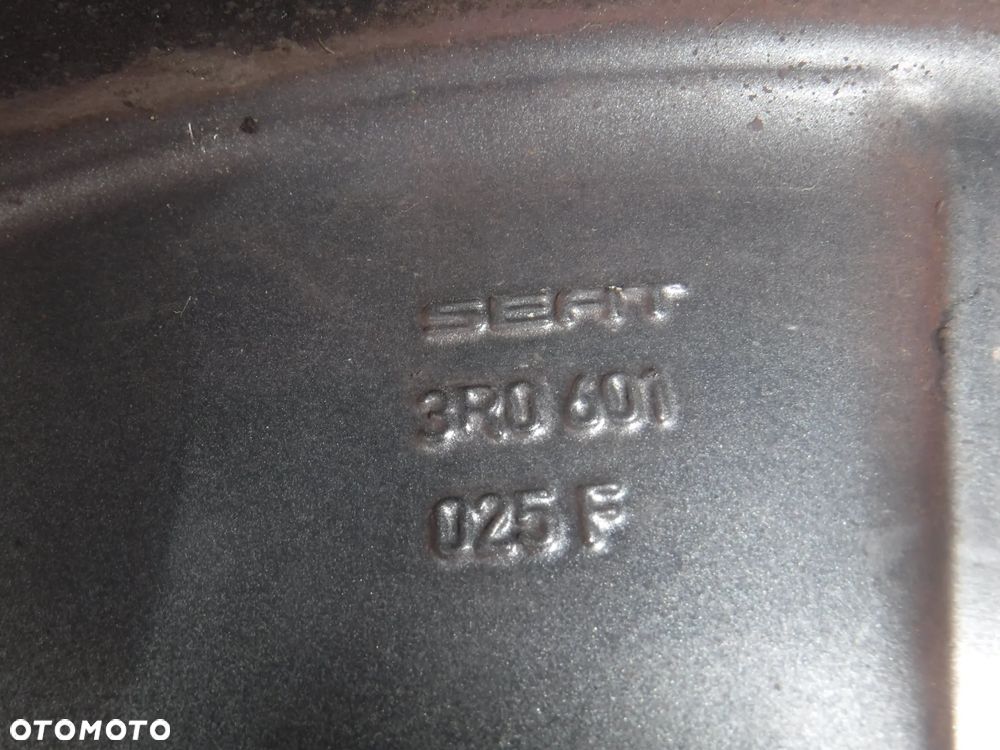 SEAT
3R0 601
025 F
OTOMOTO